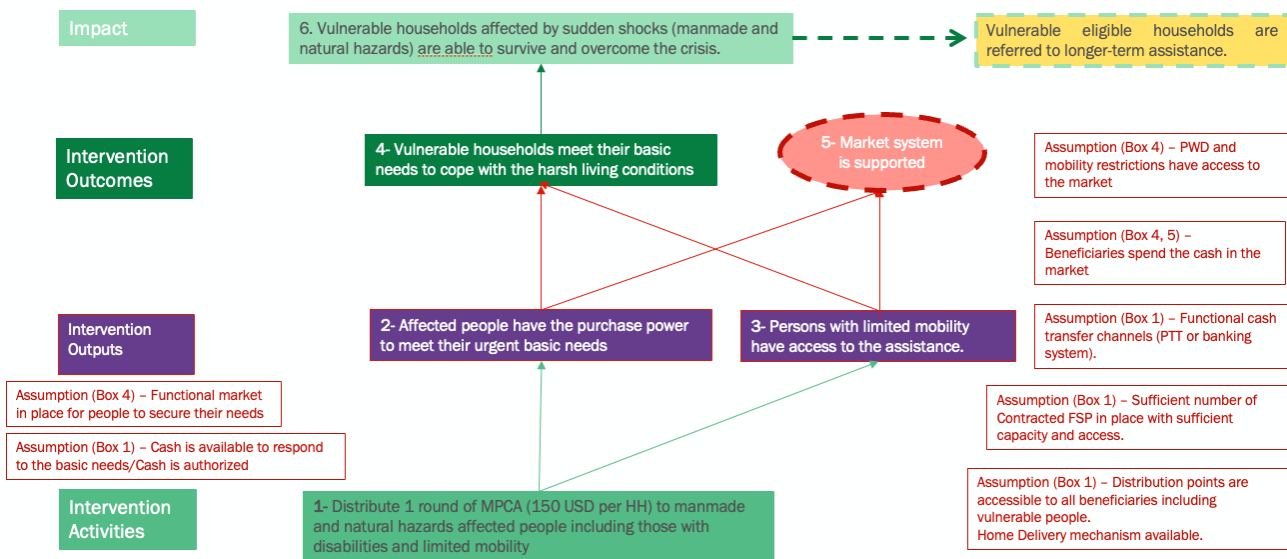 Impact
6. Vulnerable households affected by sudden shocks (manmade and
natural hazards) are able to survive and overcome the crisis.
Vulnerable eligible households are
referred to longer-term assistance.
Intervention
Outcomes
4- Vulnerable households meet their basic
needs to cope with the harsh living conditions
5- Market system
is supported
Assumption (Box 4) – PWD and
mobility restrictions have access to
the market
Assumption (Box 4, 5) –
Beneficiaries spend the cash in the
market
Intervention
Outputs
2- Affected people have the purchase power
to meet their urgent basic needs
3- Persons with limited mobility
have access to the assistance.
Assumption (Box 1) – Functional cash
transfer channels (PTT or banking
system).
Assumption (Box 4) – Functional market
in place for people to secure their needs
Assumption (Box 1) – Cash is available to respond
to the basic needs/Cash is authorized
Assumption (Box 1) – Sufficient number of
Contracted FSP in place with sufficient
capacity and access.
Intervention
Activities
1- Distribute 1 round of MPCA (150 USD per HH) to manmade
and natural hazards affected people including those with
disabilities and limited mobility
Assumption (Box 1) – Distribution points are
accessible to all beneficiaries including
vulnerable people.
Home Delivery mechanism available.